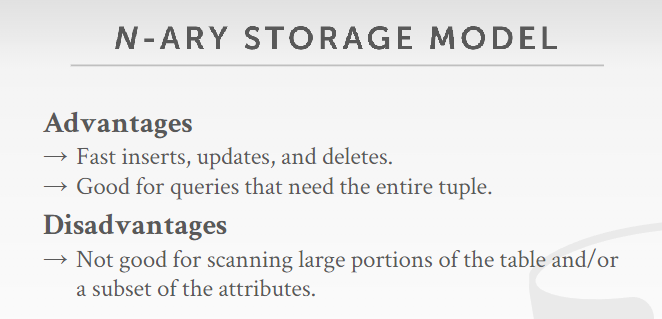 N-ARY STORAGE MODEL
Advantages
→ Fast inserts, updates, and deletes.
→ Good for queries that need the entire tuple.
Disadvantages
→ Not good for scanning large portions of the table and/or
a subset of the attributes.